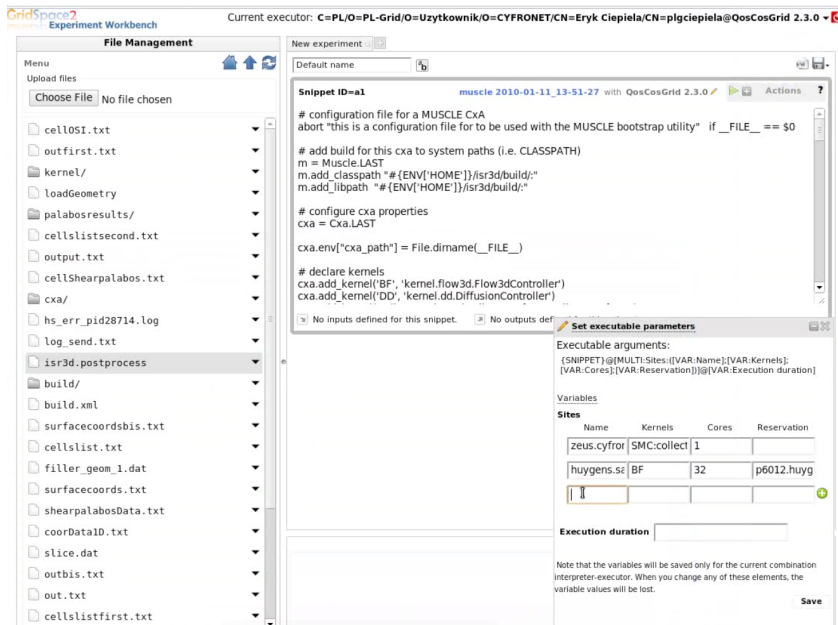 GridSpace2
Experiment Workbench
Current executor: C=PL/O=PL-Grid/O=Uzytkownik/O=CYFRONET/CN=Eryk Ciepiela/CN=plgciepiela@QosCosGrid 2.3.0
File Management
Menu
Upload files
Choose File No file chosen
cellOSI.txt
outfirst.txt
kernel/
loadGeometry
palabosresults/
cellslistsecond.txt
output.txt
cellShearpalabos.txt
cxa/
hs_err_pid28714.log
log_send.txt
isr3d.postprocess
build/
build.xml
surfacecoordsbis.txt
cellslist.txt
filler_geom_1.dat
surfacecoords.txt
shearpalabosData.txt
coorData1D.txt
slice.dat
outbis.txt
out.txt
cellslistfirst.txt
New experiment
Default name
Snippet ID=a1 muscle 2010-01-11_13-51-27 with QosCosGrid 2.3.0 Actions ?
# configuration file for a MUSCLE CxA
abort "this is a configuration file for to be used with the MUSCLE bootstrap utility" if __FILE__ == $0
# add build for this cxa to system paths (i.e. CLASSPATH)
m = Muscle.LAST
m.add_classpath "#{ENV['HOME']}/isr3d/build/:"
m.add_libpath "#{ENV['HOME']}/isr3d/build/:"
# configure cxa properties
cxa = Cxa.LAST
cxa.env["cxa_path"] = File.dirname(__FILE__)
# declare kernels
cxa.add_kernel('BF', 'kernel.flow3d.Flow3dController')
cxa.add_kernel('DD', 'kernel.dd.DiffusionController')
No inputs defined for this snippet. No outputs def
Set executable parameters
Executable arguments:
{SNIPPET}@[MULTI:Sites:([VAR:Name];[VAR:Kernels];
[VAR:Cores];[VAR:Reservation])]@[VAR:Execution duration]
Variables
Sites
Name Kernels Cores Reservation
zeus.cyfror SMC:collect 1
huygens.sa BF 32 p6012.huyg
Execution duration
Note that the variables will be saved only for the current combination
interpreter-executor. When you change any of these elements, the
variable values will be lost.
Save